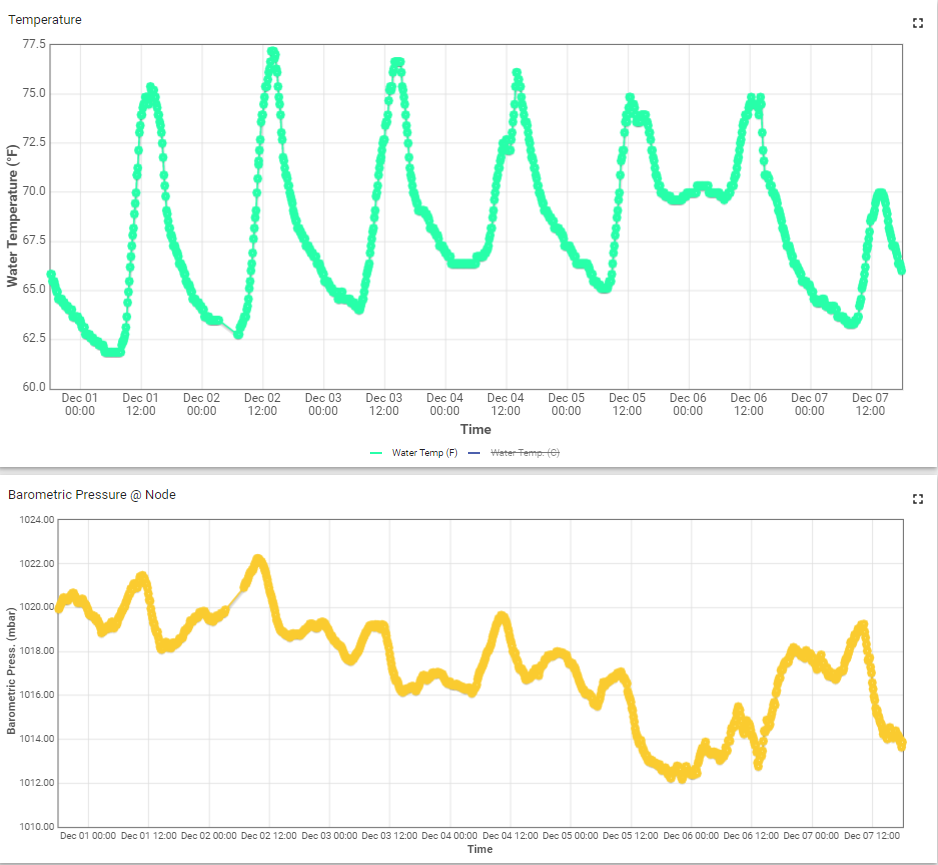 Temperature
77.5
75.0
72.5
70.0
67.5
65.0
62.5
60.0
Water Temperature (°F)
Dec 01 Dec 01 Dec 02 Dec 02 Dec 03 Dec 03 Dec 04 Dec 04 Dec 05 Dec 05 Dec 06 Dec 06 Dec 07 Dec 07
00:00 12:00 00:00 12:00 00:00 12:00 00:00 12:00 00:00 12:00 00:00 12:00 00:00 12:00
Time
Water Temp (F) Water Temp. (C)
Barometric Pressure @ Node
1024.00
1022.00
1020.00
1018.00
1016.00
1014.00
1012.00
1010.00
Barometric Press. (mbar)
Dec 01 00:00 Dec 01 12:00 Dec 02 00:00 Dec 02 12:00 Dec 03 00:00 Dec 03 12:00 Dec 04 00:00 Dec 04 12:00 Dec 05 00:00 Dec 05 12:00 Dec 06 00:00 Dec 06 12:00 Dec 07 00:00 Dec 07 12:00
Time